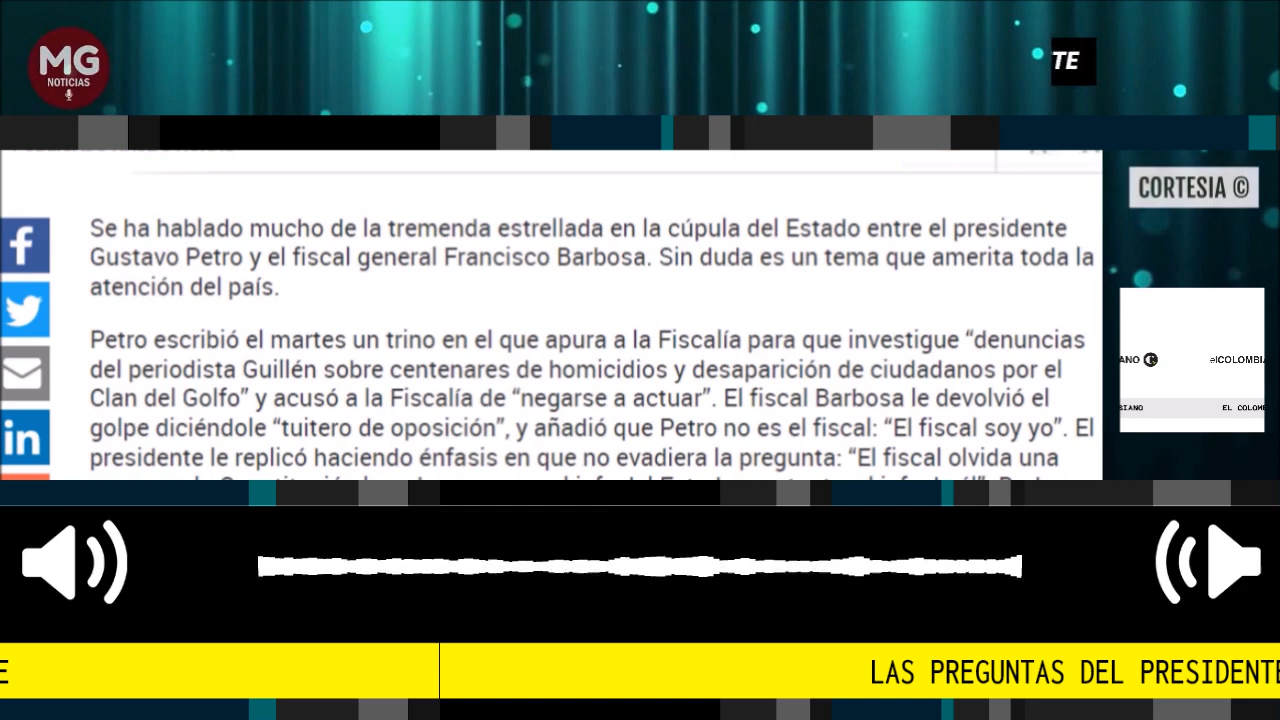 MG
NOTICIAS
TE
CORTESIA ©
Se ha hablado mucho de la tremenda estrellada en la cúpula del Estado entre el presidente
Gustavo Petro y el fiscal general Francisco Barbosa. Sin duda es un tema que amerita toda la
atención del país.
Petro escribió el martes un trino en el que apura a la Fiscalía para que investigue “denuncias
del periodista Guillén sobre centenares de homicidios y desaparición de ciudadanos por el
Clan del Golfo” y acusó a la Fiscalía de “negarse a actuar”. El fiscal Barbosa le devolvió el
golpe diciéndole “tuitero de oposición”, y añadió que Petro no es el fiscal: “El fiscal soy yo”. El
presidente le replicó haciendo énfasis en que no evadiera la pregunta: “El fiscal olvida una
f
in
ANO
elCOLOMBIA
BIANO
EL COLOMB
E
LAS PREGUNTAS DEL PRESIDENTE